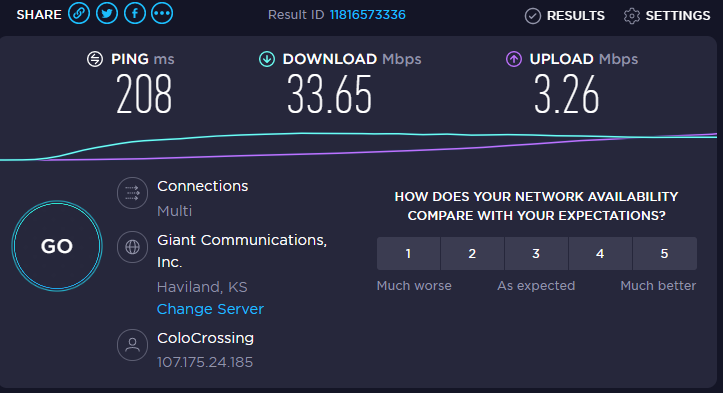 SHARE
Result ID 11816573336
RESULTS
SETTINGS
PING ms
208
DOWNLOAD Mbps
33.65
UPLOAD Mbps
3.26
GO
Connections
Multi
Giant Communications,
Inc.
Haviland, KS
Change Server
ColoCrossing
107.175.24.185
HOW DOES YOUR NETWORK AVAILABILITY
COMPARE WITH YOUR EXPECTATIONS?
1 2 3 4 5
Much worse As expected Much better